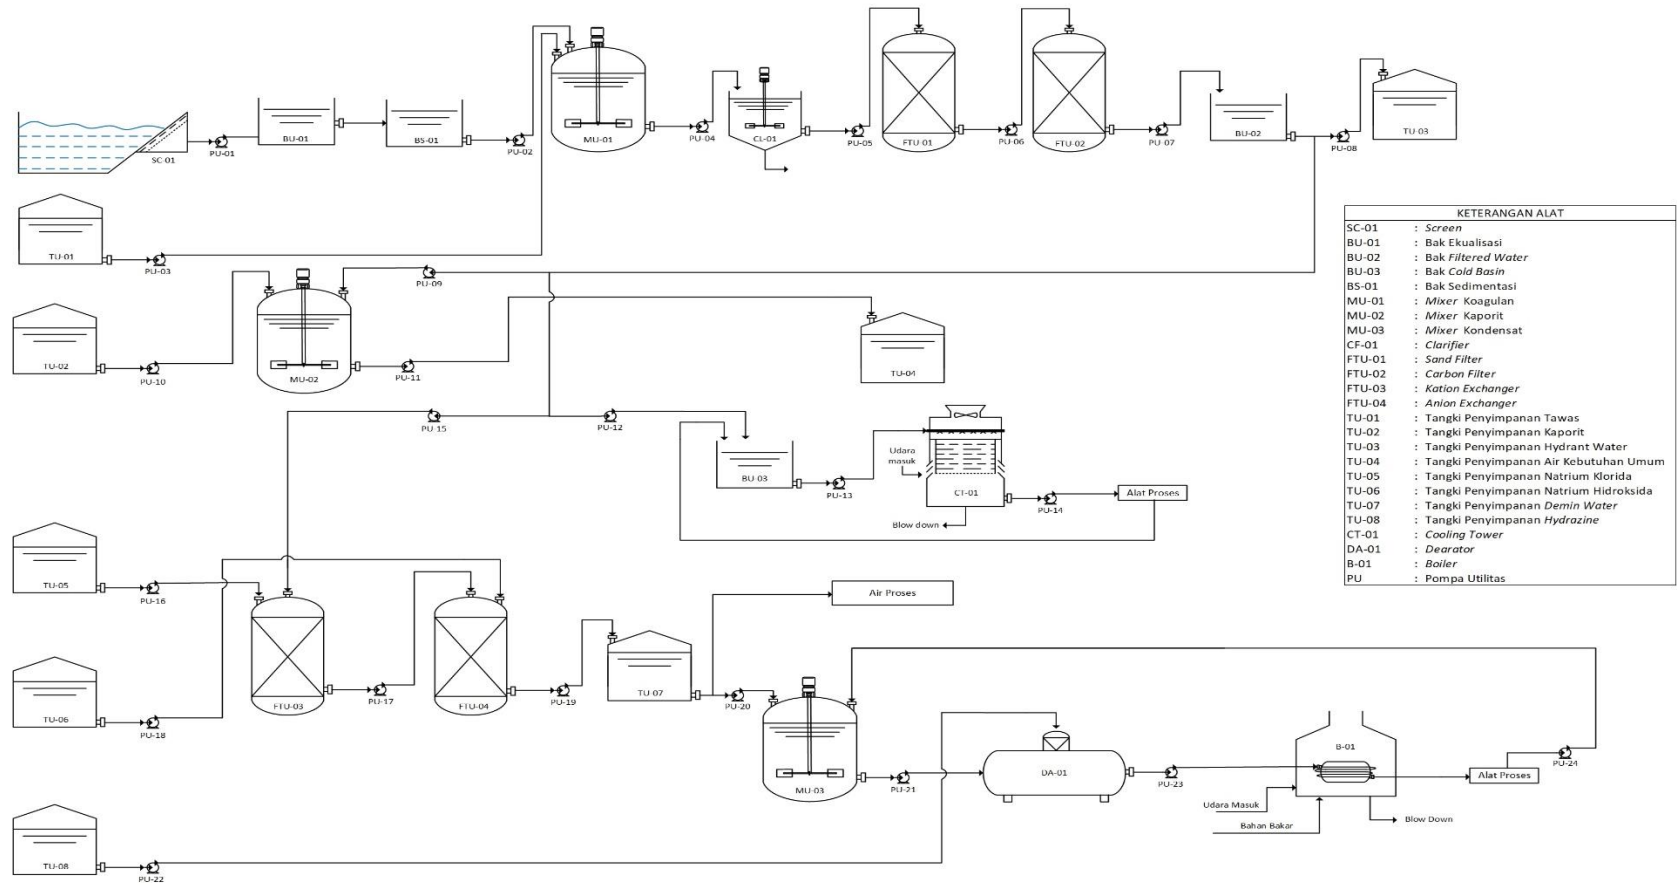 SC-01
PU-01
BU-01
BS-01
PU-02
MU-01
PU-04
CL-01
PU-05
FTU-01
PU-06
FTU-02
PU-07
BU-02
PU-08
TU-03
TU-01
PU-03
PU-09
TU-02
PU-10
MU-02
PU-11
TU-04
PU-15
PU-12
BU-03
PU-13
Udara
masuk
CT-01
Blow down
PU-14
Alat Proses
TU-05
PU-16
TU-06
PU-18
FTU-03
PU-17
FTU-04
PU-19
TU-07
Air Proses
PU-20
MU-03
PU-21
DA-01
PU-23
B-01
Udara Masuk
Bahan Bakar
Blow Down
Alat Proses
PU-24
TU-08
PU-22
KETERANGAN ALAT
SC-01 : Screen
BU-01 : Bak Ekualisasi
BU-02 : Bak Filtered Water
BU-03 : Bak Cold Basin
BS-01 : Bak Sedimentasi
MU-01 : Mixer Koagulan
MU-02 : Mixer Kaporit
MU-03 : Mixer Kondensat
CF-01 : Clarifier
FTU-01 : Sand Filter
FTU-02 : Carbon Filter
FTU-03 : Kation Exchanger
FTU-04 : Anion Exchanger
TU-01 : Tangki Penyimpanan Tawas
TU-02 : Tangki Penyimpanan Kaporit
TU-03 : Tangki Penyimpanan Hydrant Water
TU-04 : Tangki Penyimpanan Air Kebutuhan Umum
TU-05 : Tangki Penyimpanan Natrium Klorida
TU-06 : Tangki Penyimpanan Natrium Hidroksida
TU-07 : Tangki Penyimpanan Demin Water
TU-08 : Tangki Penyimpanan Hydrazine
CT-01 : Cooling Tower
DA-01 : Dearator
B-01 : Boiler
PU : Pompa Utilitas